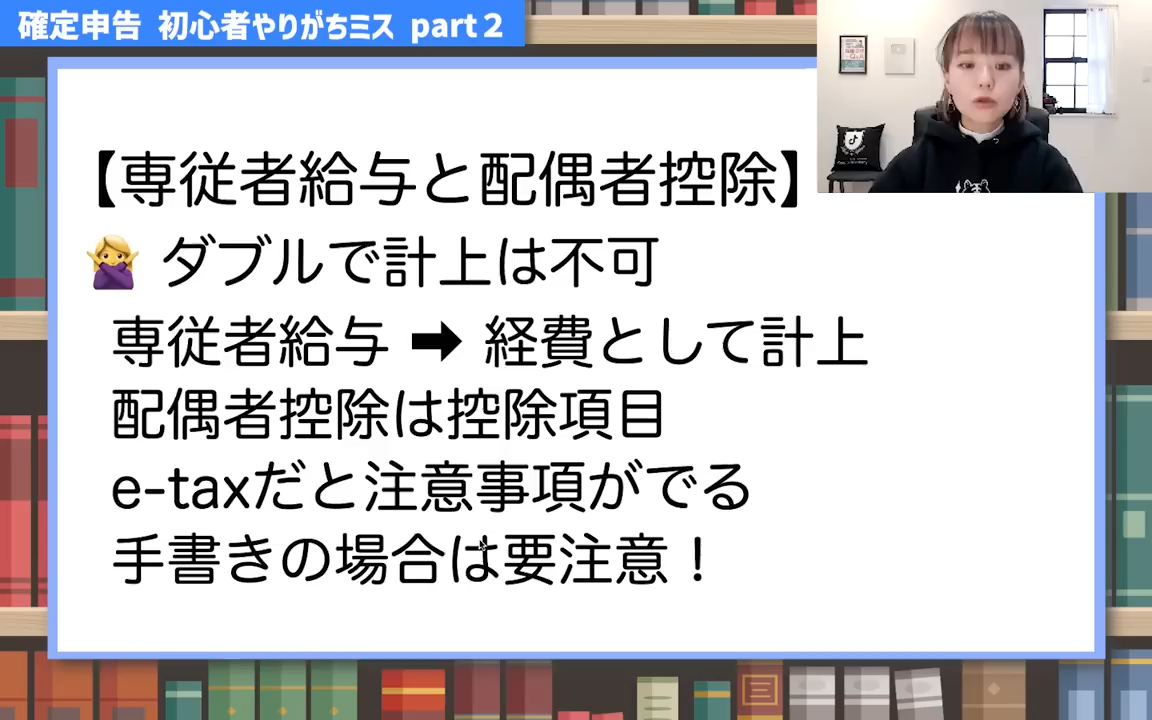 確定申告 初心者やりがちミス part2
【専従者給与と配偶者控除】
🙅‍♀️ ダブルで計上は不可
専従者給与 ➡ 経費として計上
配偶者控除は控除項目
e-taxだと注意事項がでる
手書きの場合は要注意！